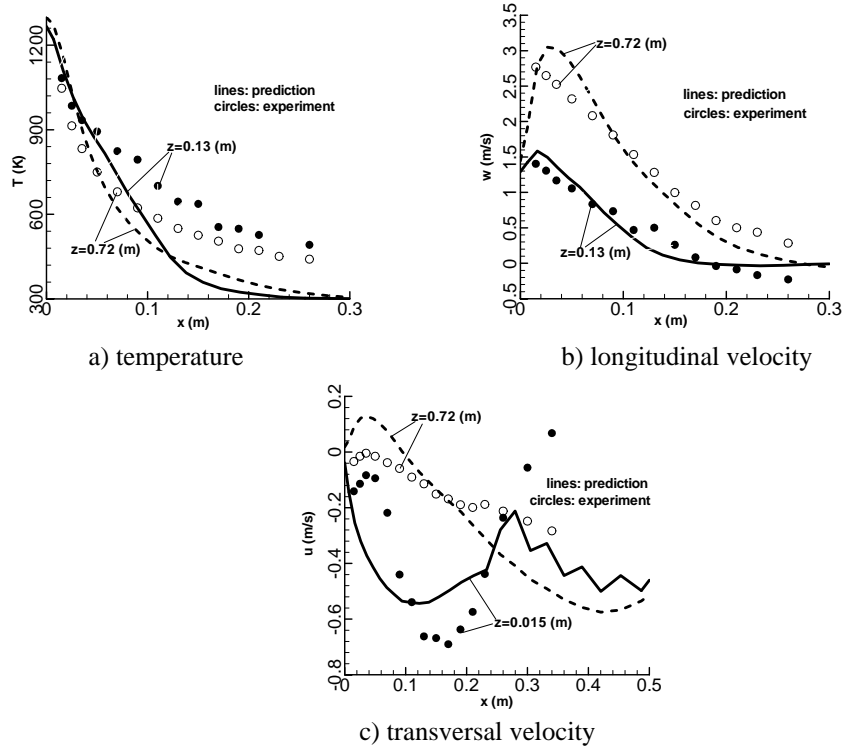 1200
900
600
300
T (K)
lines: prediction
circles: experiment
z=0.13 (m)
z=0.72 (m)
0
0.1
0.2
0.3
x (m)
a) temperature
3.5
3
2.5
2
1.5
1
0.5
0
-0.5
w (m/s)
z=0.72 (m)
lines: prediction
circles: experiment
z=0.13 (m)
0
0.1
0.2
0.3
x (m)
b) longitudinal velocity
0.2
0
-0.2
-0.4
-0.6
-0.8
u (m/s)
z=0.72 (m)
lines: prediction
circles: experiment
z=0.015 (m)
0
0.1
0.2
0.3
0.4
0.5
x (m)
c) transversal velocity